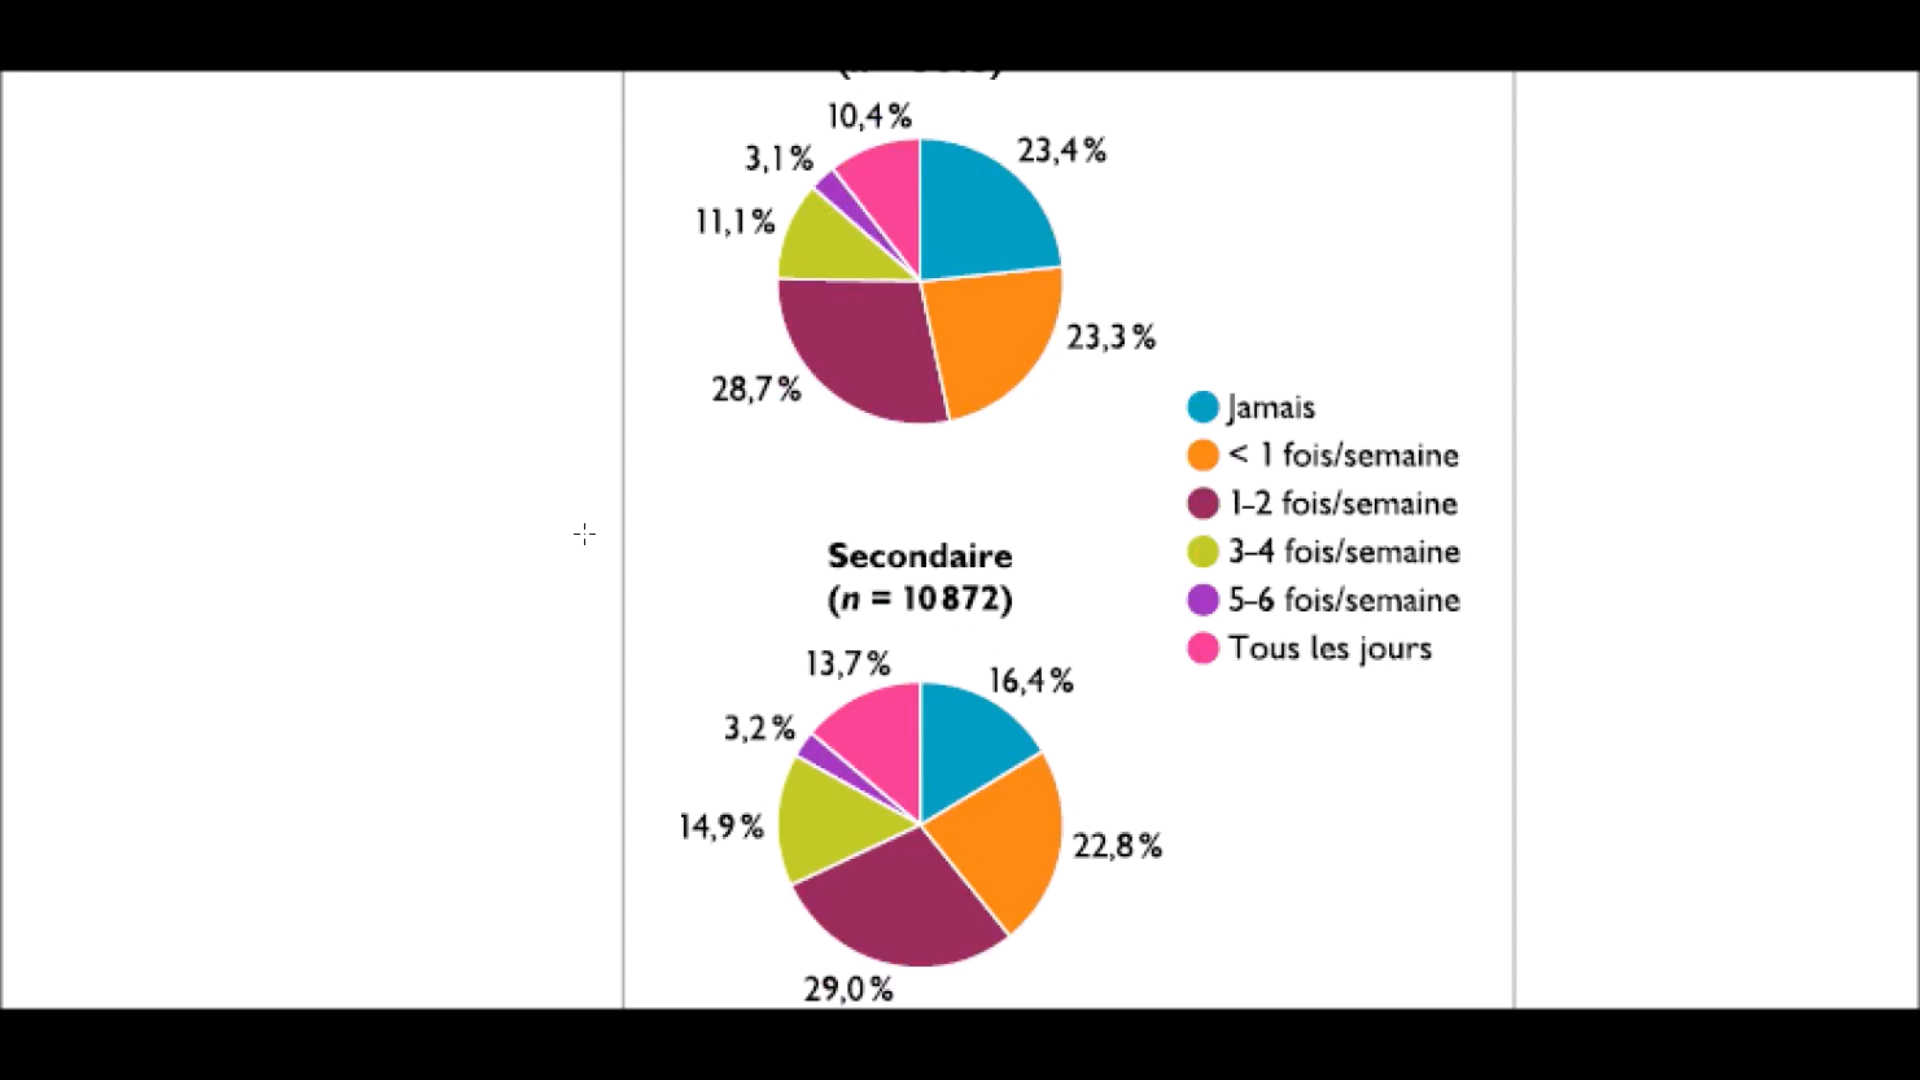 10,4 %
3,1 %
23,4 %
11,1 %
23,3 %
28,7 %
Jamais
< 1 fois/semaine
1–2 fois/semaine
3–4 fois/semaine
5–6 fois/semaine
Tous les jours
Secondaire
(n = 10 872)
13,7 %
16,4 %
3,2 %
14,9 %
22,8 %
29,0 %